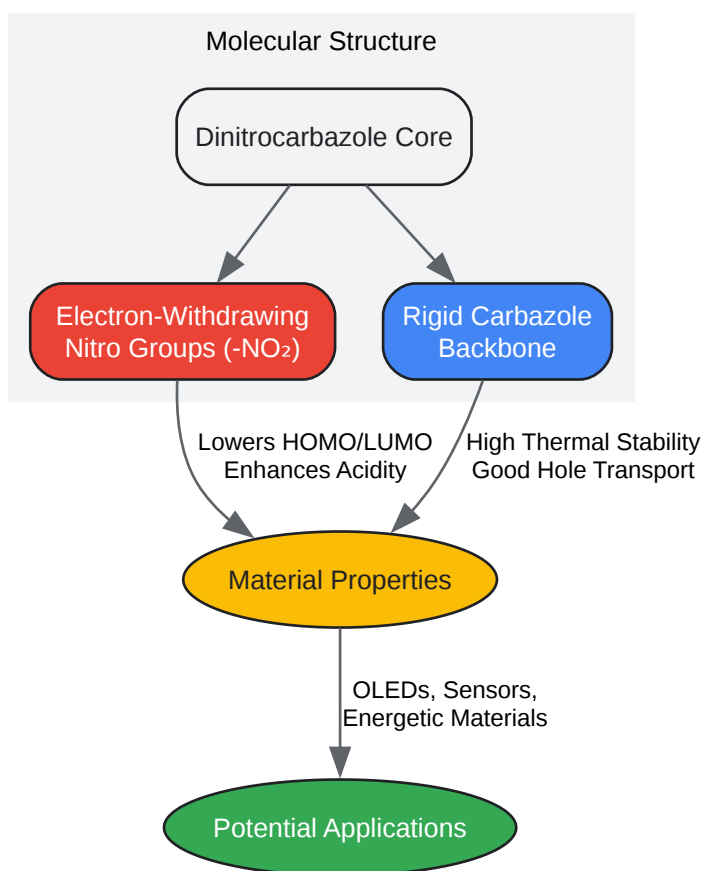 Molecular Structure
Dinitrocarbazole Core
Electron-Withdrawing
Nitro Groups (-NO₂)
Rigid Carbazole
Backbone
Lowers HOMO/LUMO
Enhances Acidity
High Thermal Stability
Good Hole Transport
Material Properties
OLEDs, Sensors,
Energetic Materials
Potential Applications